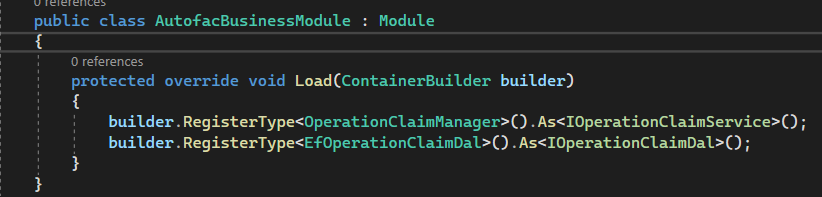 0 references
public class AutofacBusinessModule : Module
{
0 references
protected override void Load(ContainerBuilder builder)
{
builder.RegisterType<OperationClaimManager>().As<IOperationClaimService>();
builder.RegisterType<EfOperationClaimDal>().As<IOperationClaimDal>();
}
}